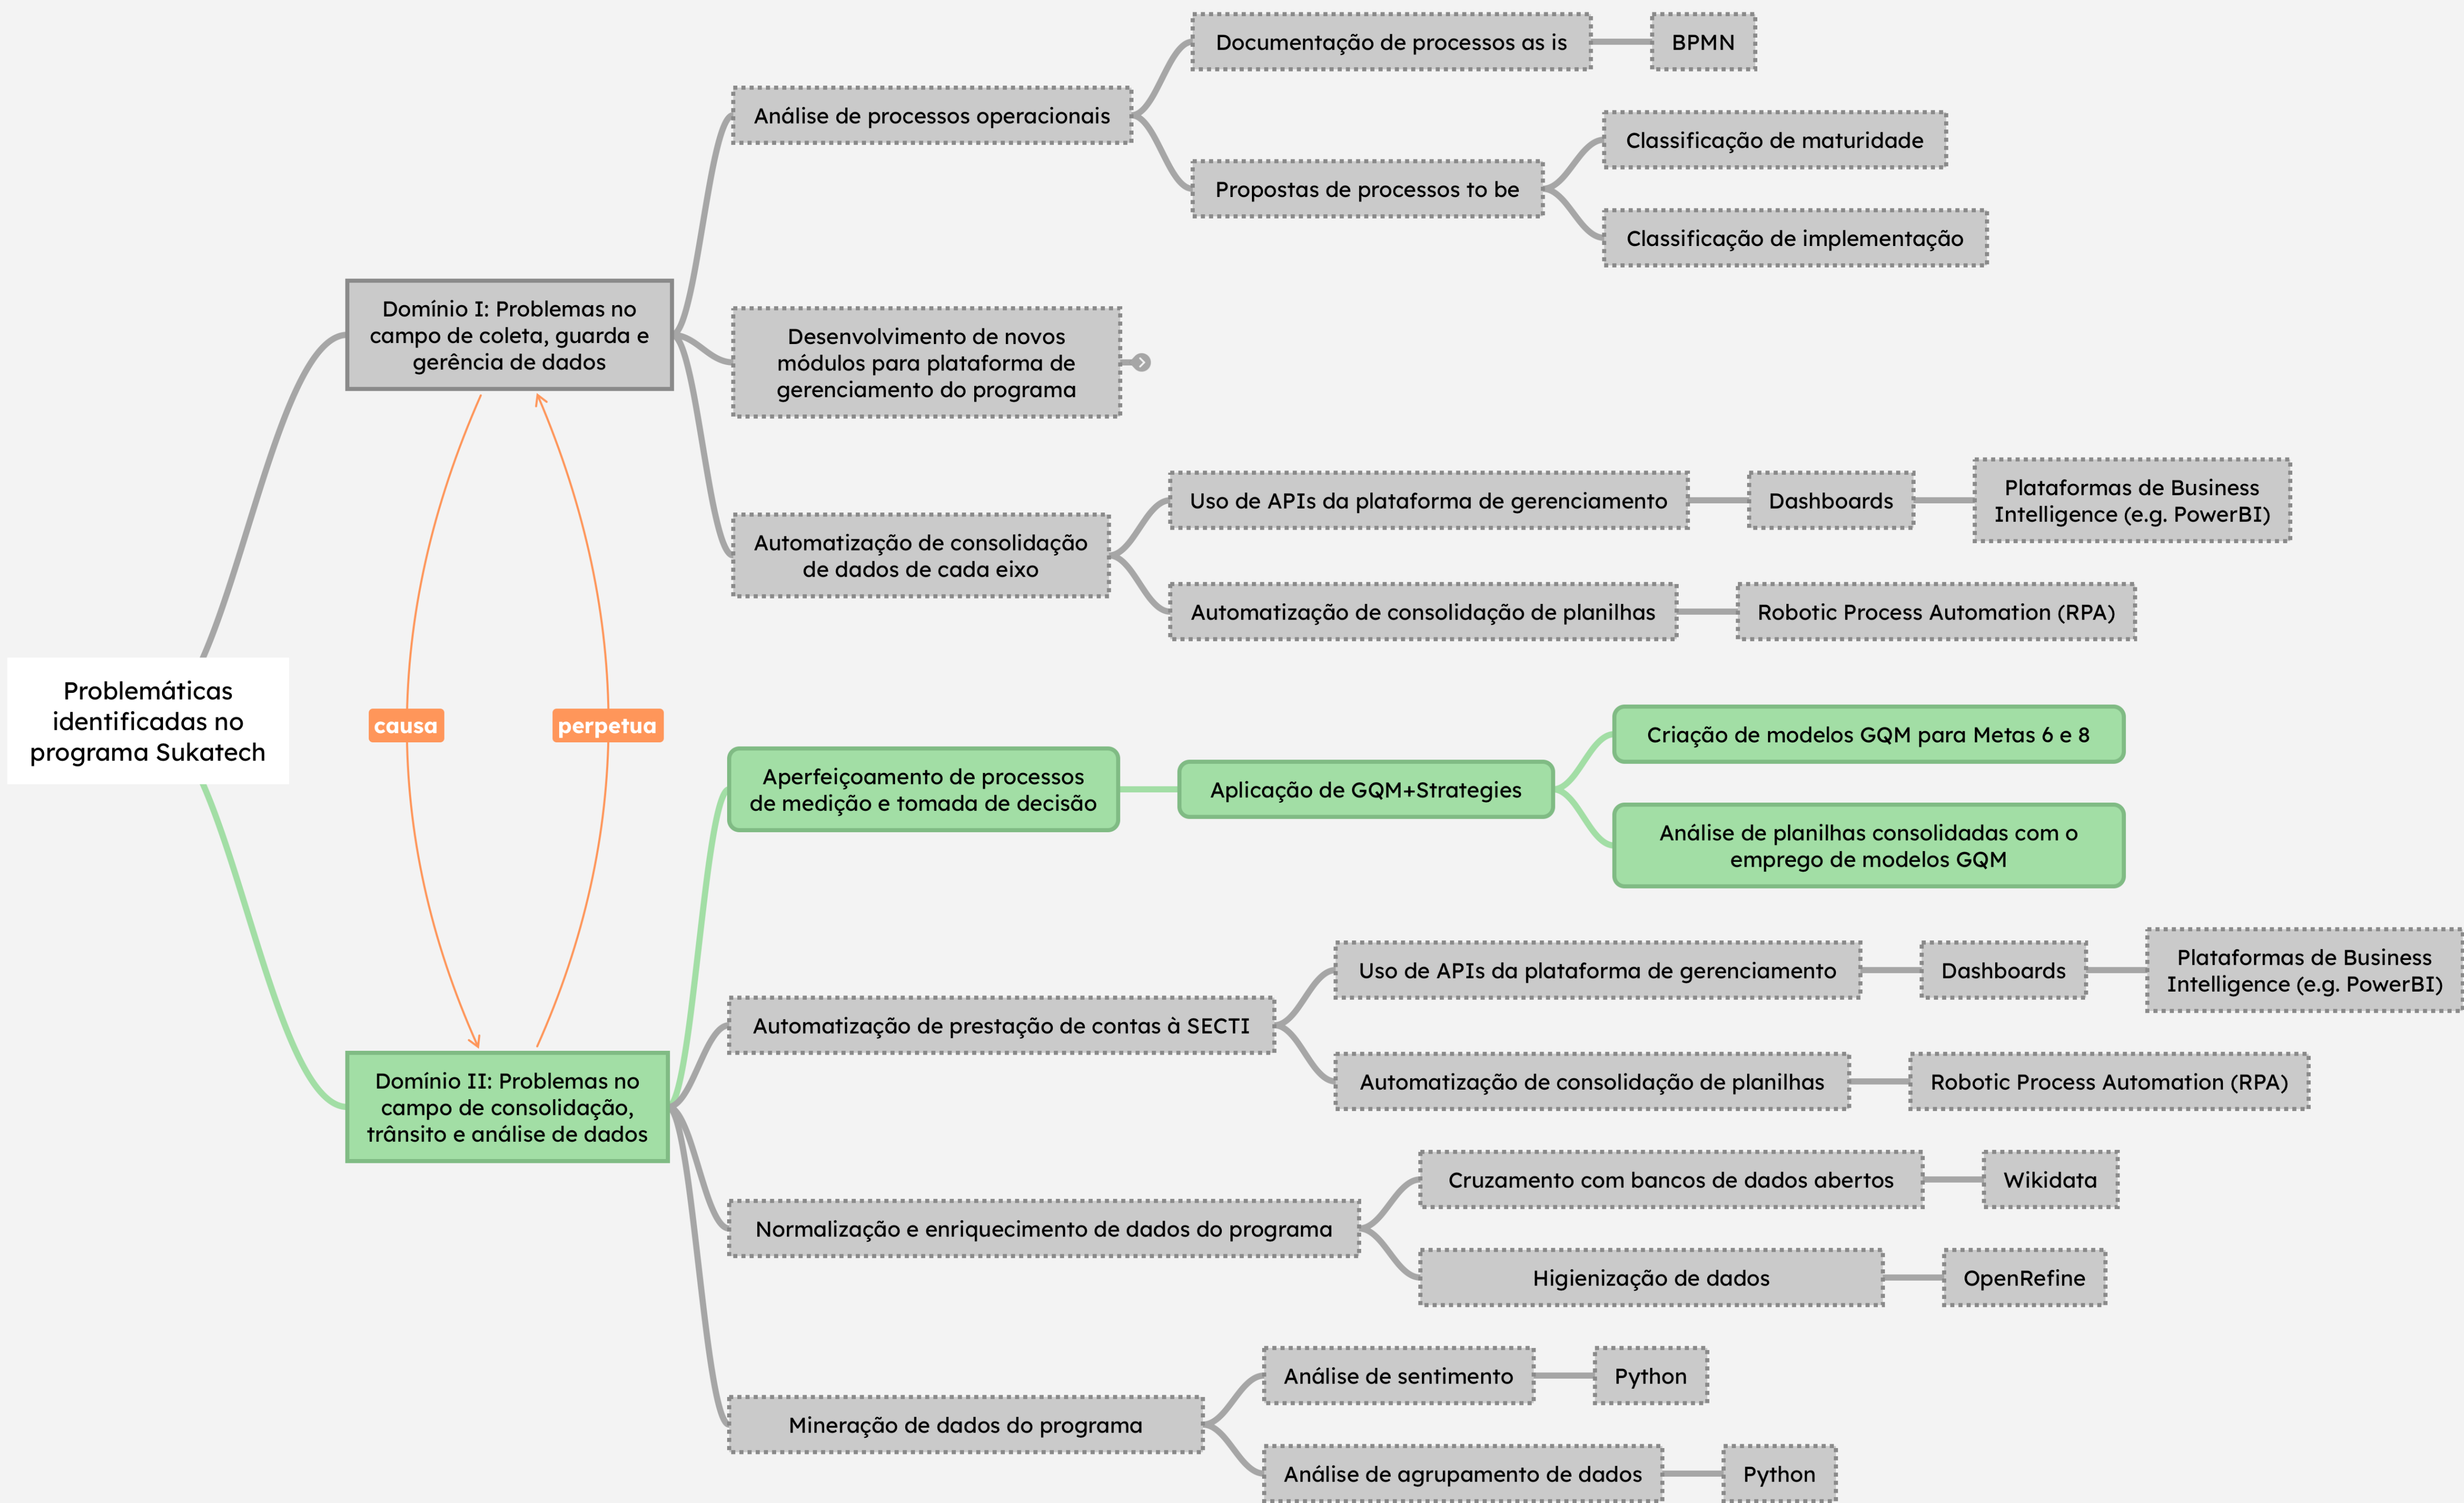 Problemáticas
identificadas no
programa Sukatech
causa
perpetua
Domínio I: Problemas no
campo de coleta, guarda e
gerência de dados
Análise de processos operacionais
Documentação de processos as is
BPMN
Propostas de processos to be
Classificação de maturidade
Classificação de implementação
Desenvolvimento de novos
módulos para plataforma de
gerenciamento do programa
Automatização de consolidação
de dados de cada eixo
Uso de APIs da plataforma de gerenciamento
Dashboards
Plataformas de Business
Intelligence (e.g. PowerBI)
Automatização de consolidação de planilhas
Robotic Process Automation (RPA)
Domínio II: Problemas no
campo de consolidação,
trânsito e análise de dados
Aperfeiçoamento de processos
de medição e tomada de decisão
Aplicação de GQM+Strategies
Criação de modelos GQM para Metas 6 e 8
Análise de planilhas consolidadas com o
emprego de modelos GQM
Automatização de prestação de contas à SECTI
Uso de APIs da plataforma de gerenciamento
Dashboards
Plataformas de Business
Intelligence (e.g. PowerBI)
Automatização de consolidação de planilhas
Robotic Process Automation (RPA)
Normalização e enriquecimento de dados do programa
Cruzamento com bancos de dados abertos
Wikidata
Higienização de dados
OpenRefine
Mineração de dados do programa
Análise de sentimento
Python
Análise de agrupamento de dados
Python